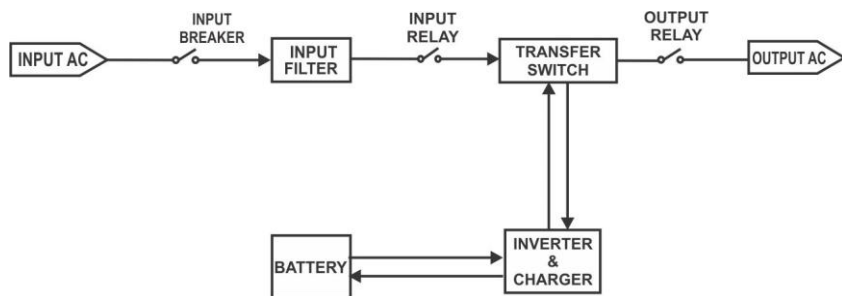 INPUT AC
INPUT
BREAKER
INPUT
FILTER
INPUT
RELAY
TRANSFER
SWITCH
OUTPUT
RELAY
OUTPUT AC
BATTERY
INVERTER
&
CHARGER